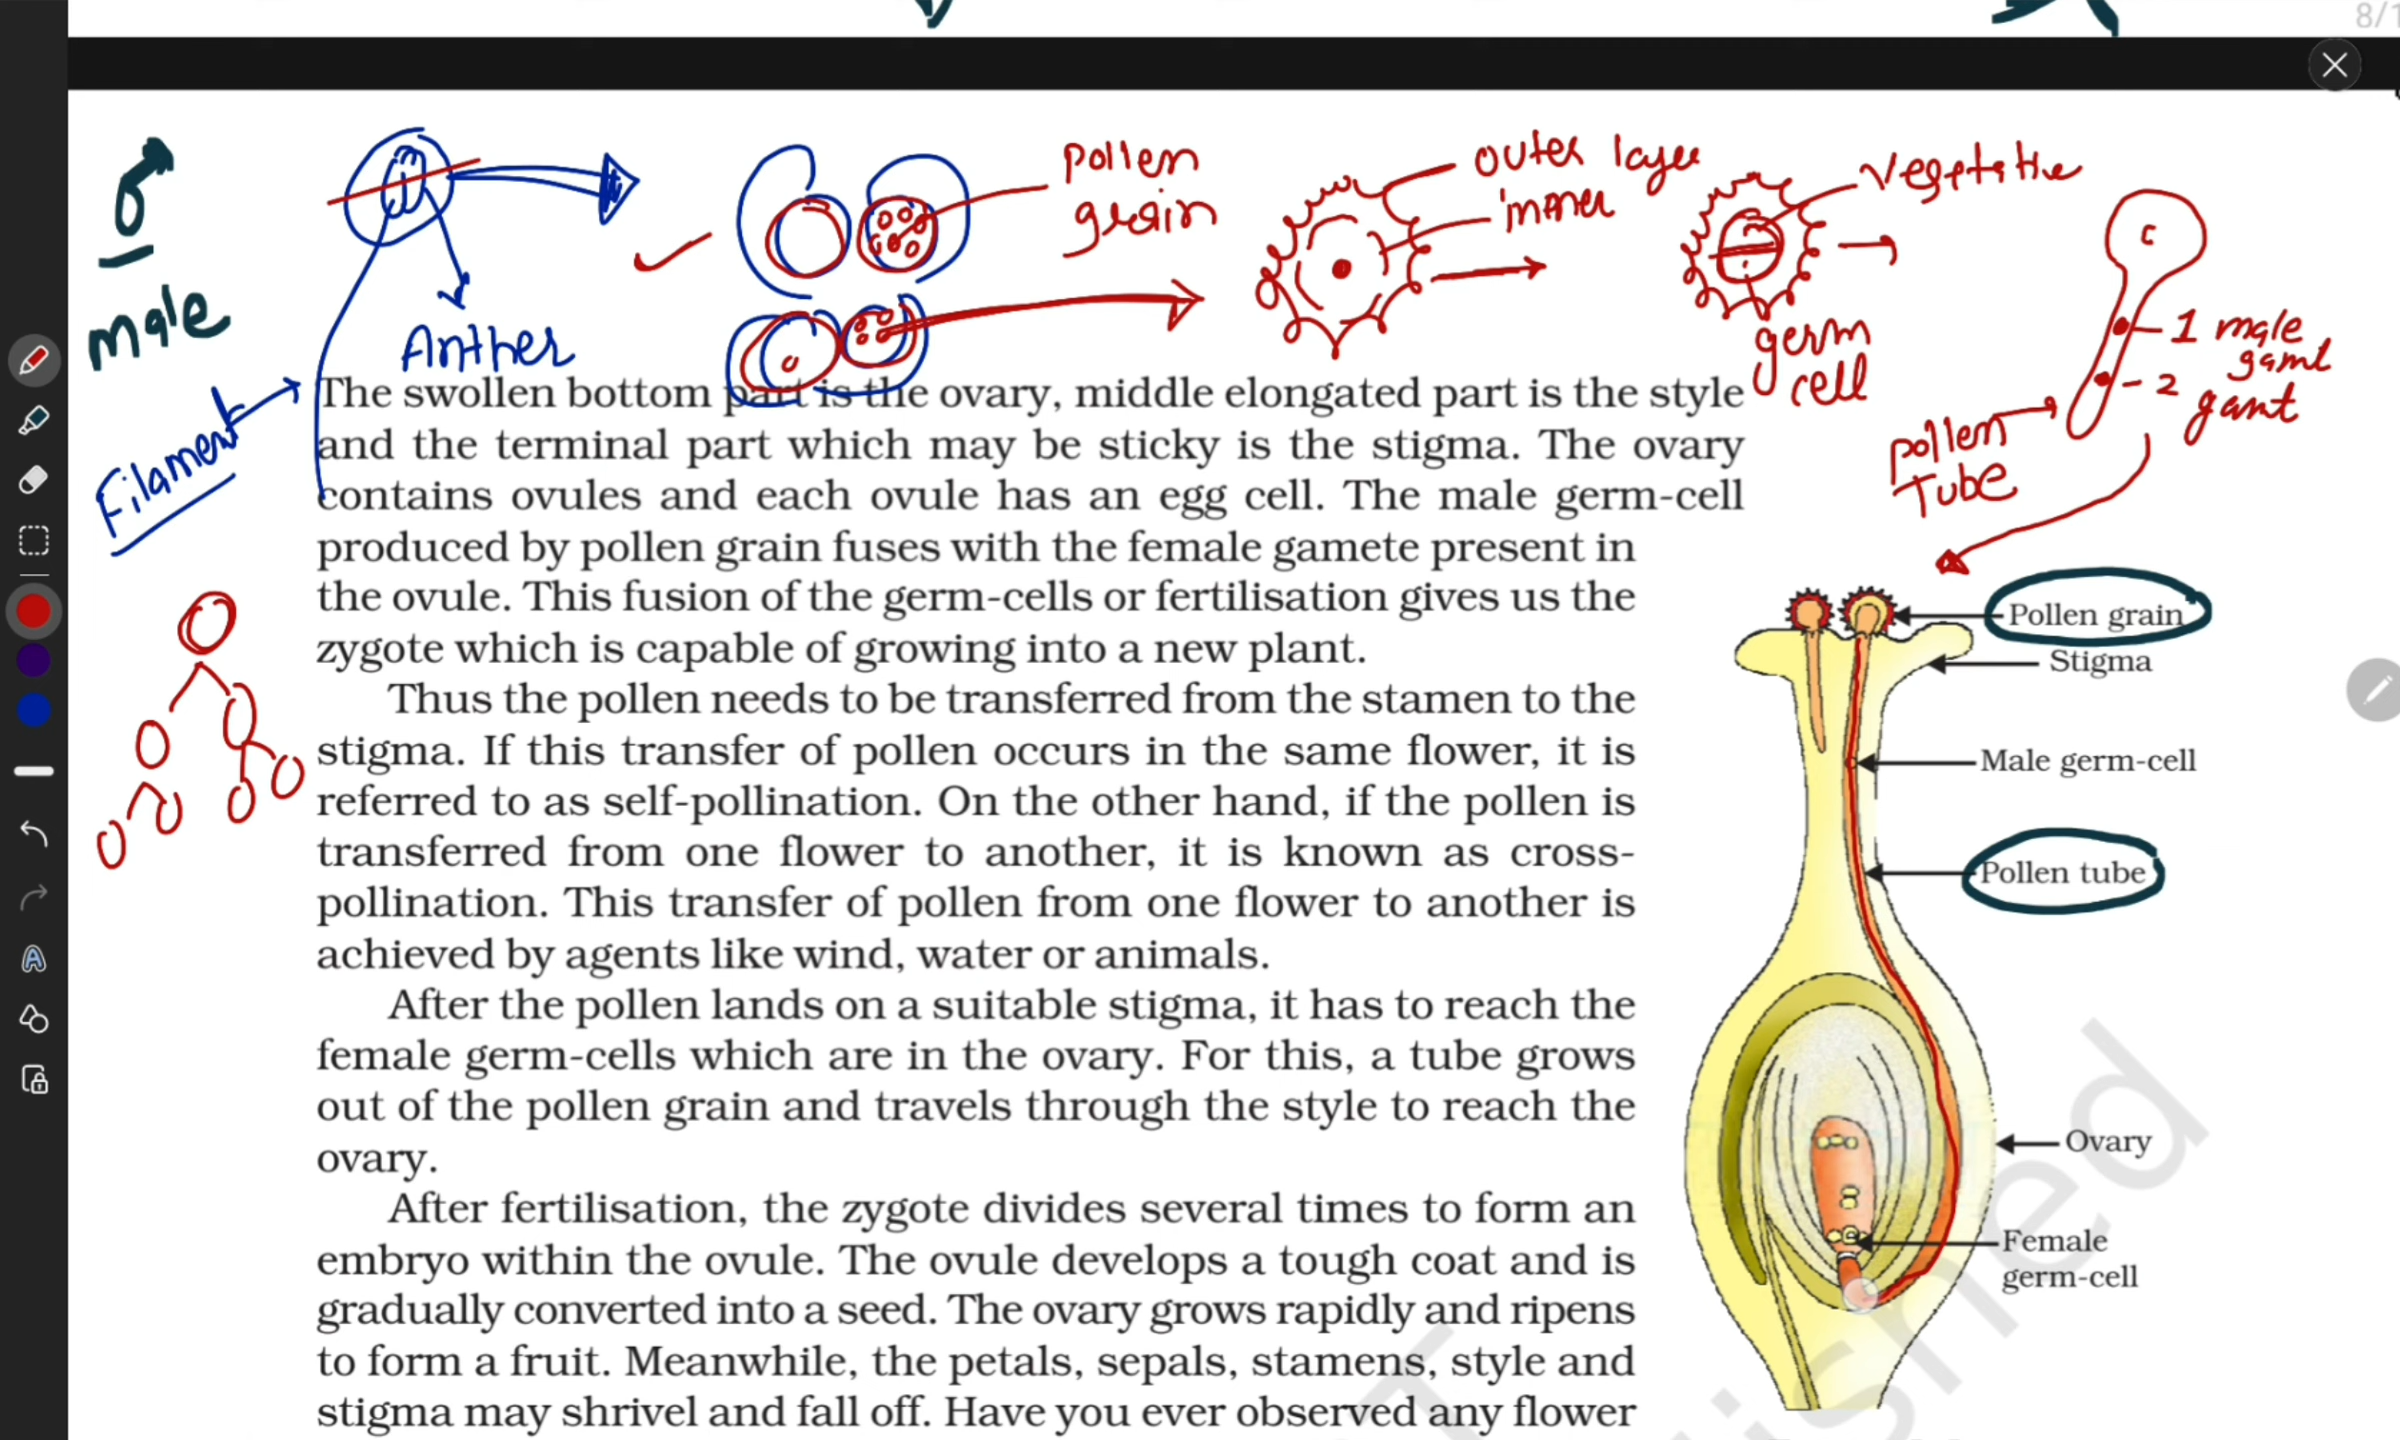 8/1
male
Filament
Anther
pollen
grain
outer layer
inner
vegetative
germ
cell
c
1 male
gamt
2
gamt
pollen
Tube
The swollen bottom part is the ovary, middle elongated part is the style
and the terminal part which may be sticky is the stigma. The ovary
contains ovules and each ovule has an egg cell. The male germ-cell
produced by pollen grain fuses with the female gamete present in
the ovule. This fusion of the germ-cells or fertilisation gives us the
zygote which is capable of growing into a new plant.
Thus the pollen needs to be transferred from the stamen to the
stigma. If this transfer of pollen occurs in the same flower, it is
referred to as self-pollination. On the other hand, if the pollen is
transferred from one flower to another, it is known as cross-
pollination. This transfer of pollen from one flower to another is
achieved by agents like wind, water or animals.
After the pollen lands on a suitable stigma, it has to reach the
female germ-cells which are in the ovary. For this, a tube grows
out of the pollen grain and travels through the style to reach the
ovary.
After fertilisation, the zygote divides several times to form an
embryo within the ovule. The ovule develops a tough coat and is
gradually converted into a seed. The ovary grows rapidly and ripens
to form a fruit. Meanwhile, the petals, sepals, stamens, style and
stigma may shrivel and fall off. Have you ever observed any flower
Pollen grain
Stigma
Male germ-cell
Pollen tube
Ovary
Female
germ-cell